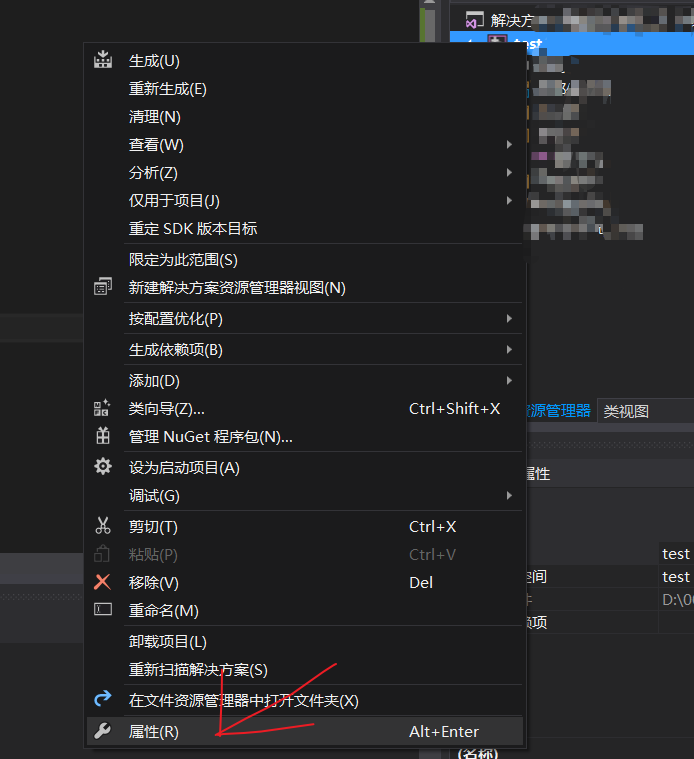 解决方
test
生成(U)
重新生成(E)
清理(N)
查看(W)
分析(Z)
仅用于项目(J)
重定 SDK 版本目标
限定为此范围(S)
新建解决方案资源管理器视图(N)
按配置优化(P)
生成依赖项(B)
添加(D)
类向导(Z)... Ctrl+Shift+X
资源管理器 类视图
管理 NuGet 程序包(N)...
设为启动项目(A)
属性
调试(G)
剪切(T) Ctrl+X
粘贴(P) Ctrl+V
test
移除(V) Del
空间 test
件 D:\0
重命名(M)
赖项
卸载项目(L)
重新扫描解决方案(S)
在文件资源管理器中打开文件夹(X)
属性(R) Alt+Enter
(名称)